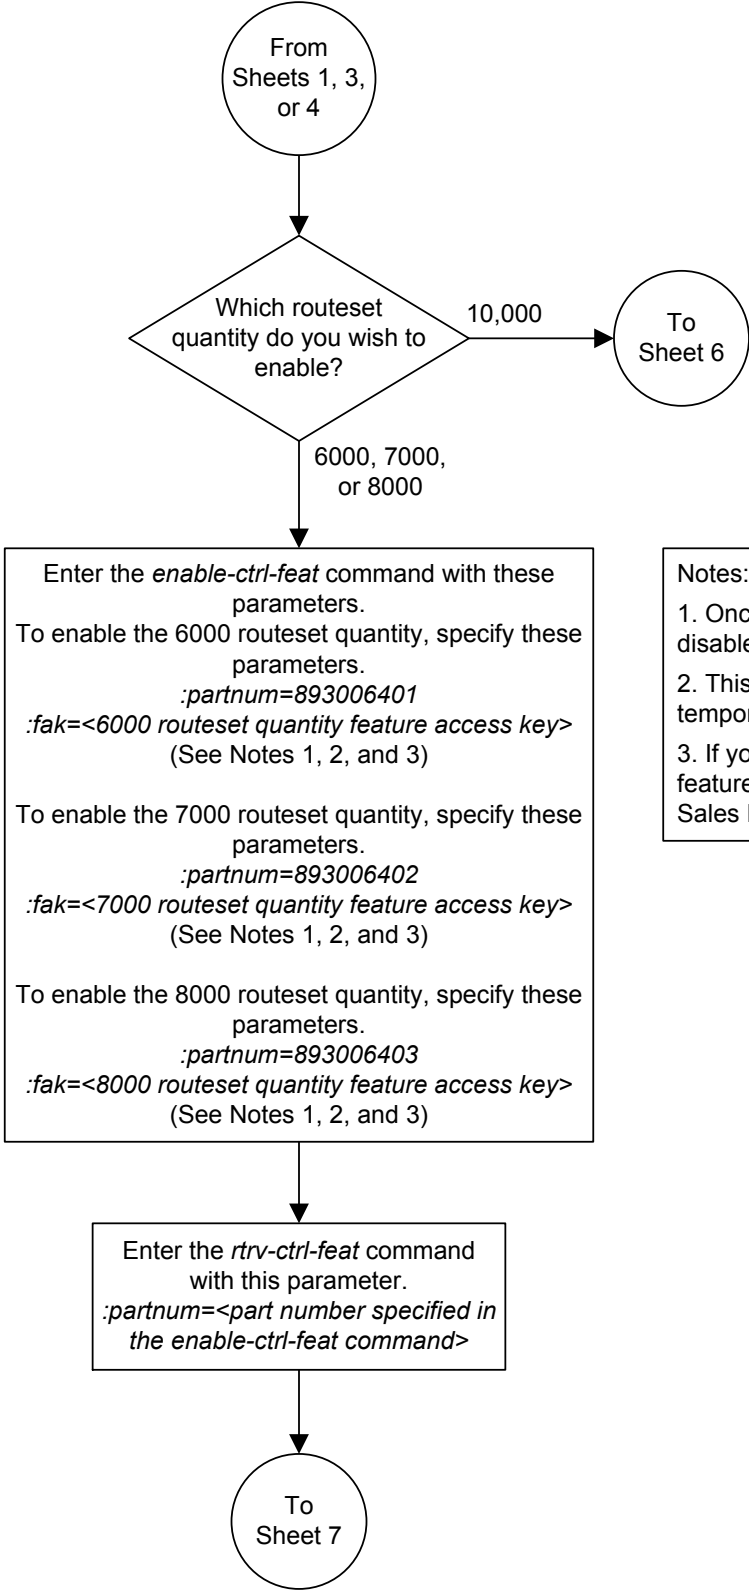 From
Sheets 1, 3,
or 4
Which routeset
quantity do you wish to
enable?
10,000
To
Sheet 6
6000, 7000,
or 8000
Enter the enable-ctrl-feat command with these
parameters.
To enable the 6000 routeset quantity, specify these
parameters.
:partnum=893006401
:fak=<6000 routeset quantity feature access key>
(See Notes 1, 2, and 3)
To enable the 7000 routeset quantity, specify these
parameters.
:partnum=893006402
:fak=<7000 routeset quantity feature access key>
(See Notes 1, 2, and 3)
To enable the 8000 routeset quantity, specify these
parameters.
:partnum=893006403
:fak=<8000 routeset quantity feature access key>
(See Notes 1, 2, and 3)
Notes:
1.
2. This
3. If
Sales
Enter the rtrv-ctrl-feat command
with this parameter.
:partnum=<part number specified in
the enable-ctrl-feat command>
To
Sheet 7